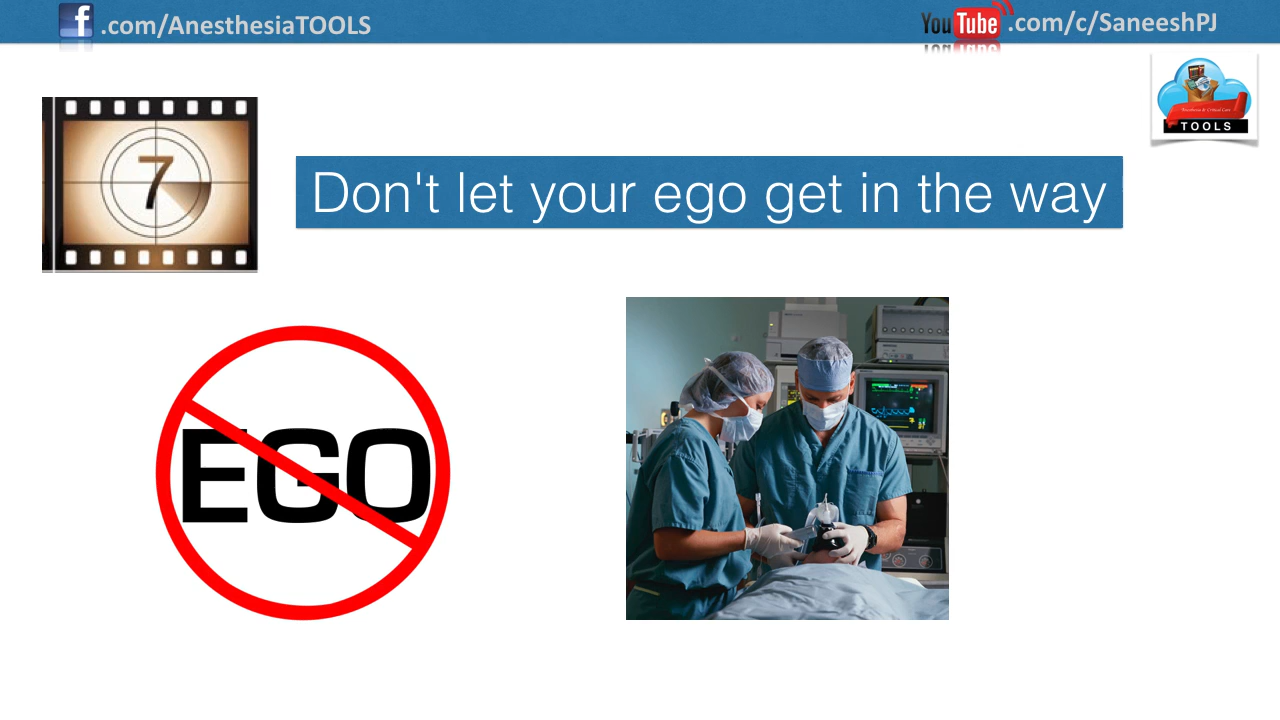 f .com/AnesthesiaTOOLS
YouTube .com/c/SaneeshPJ
TOOLS
7
Don't let your ego get in the way
EGO